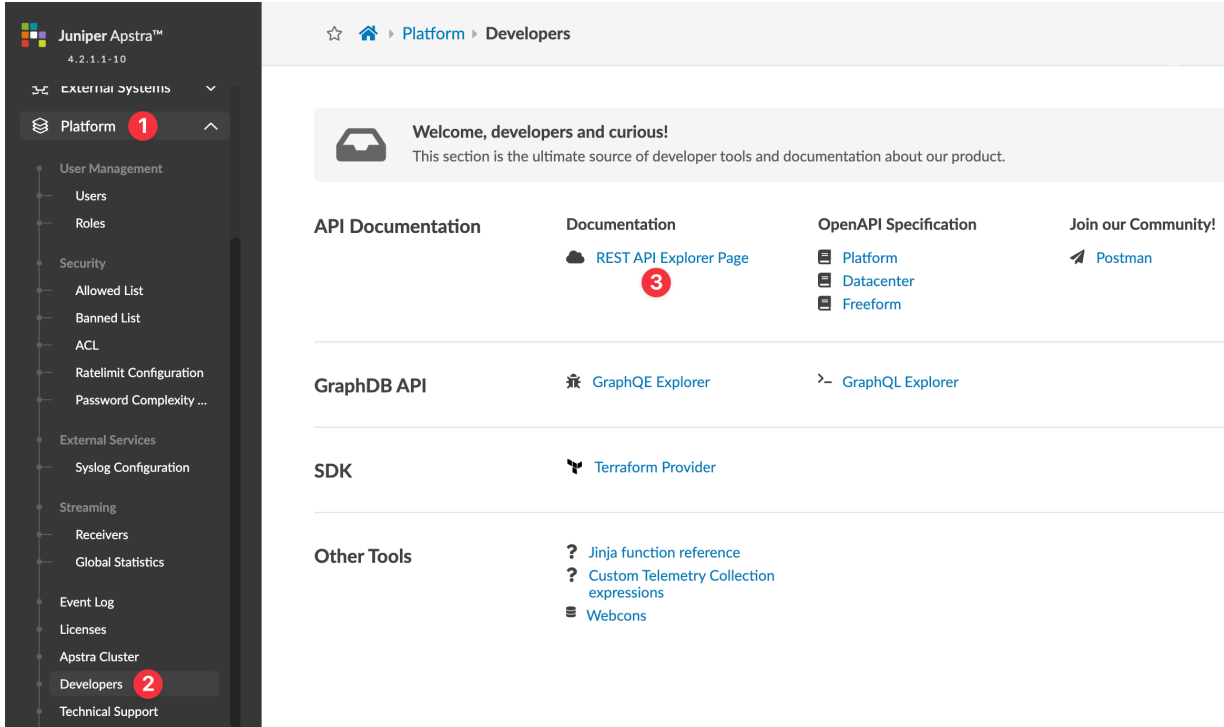 Juniper Apstra™
4.2.1.1-10
External Systems
Platform 1
User Management
Users
Roles
Security
Allowed List
Banned List
ACL
Ratelimit Configuration
Password Complexity ...
External Services
Syslog Configuration
Streaming
Receivers
Global Statistics
Event Log
Licenses
Apstra Cluster
Developers 2
Technical Support
Platform Developers
Welcome, developers and curious!
This section is the ultimate source of developer tools and documentation about our product.
API Documentation
Documentation
REST API Explorer Page
3
OpenAPI Specification
Platform
Datacenter
Freeform
Join our Community!
Postman
GraphDB API
GraphQE Explorer
GraphQL Explorer
SDK
Terraform Provider
Other Tools
? Jinja function reference
? Custom Telemetry Collection
expressions
Webcons